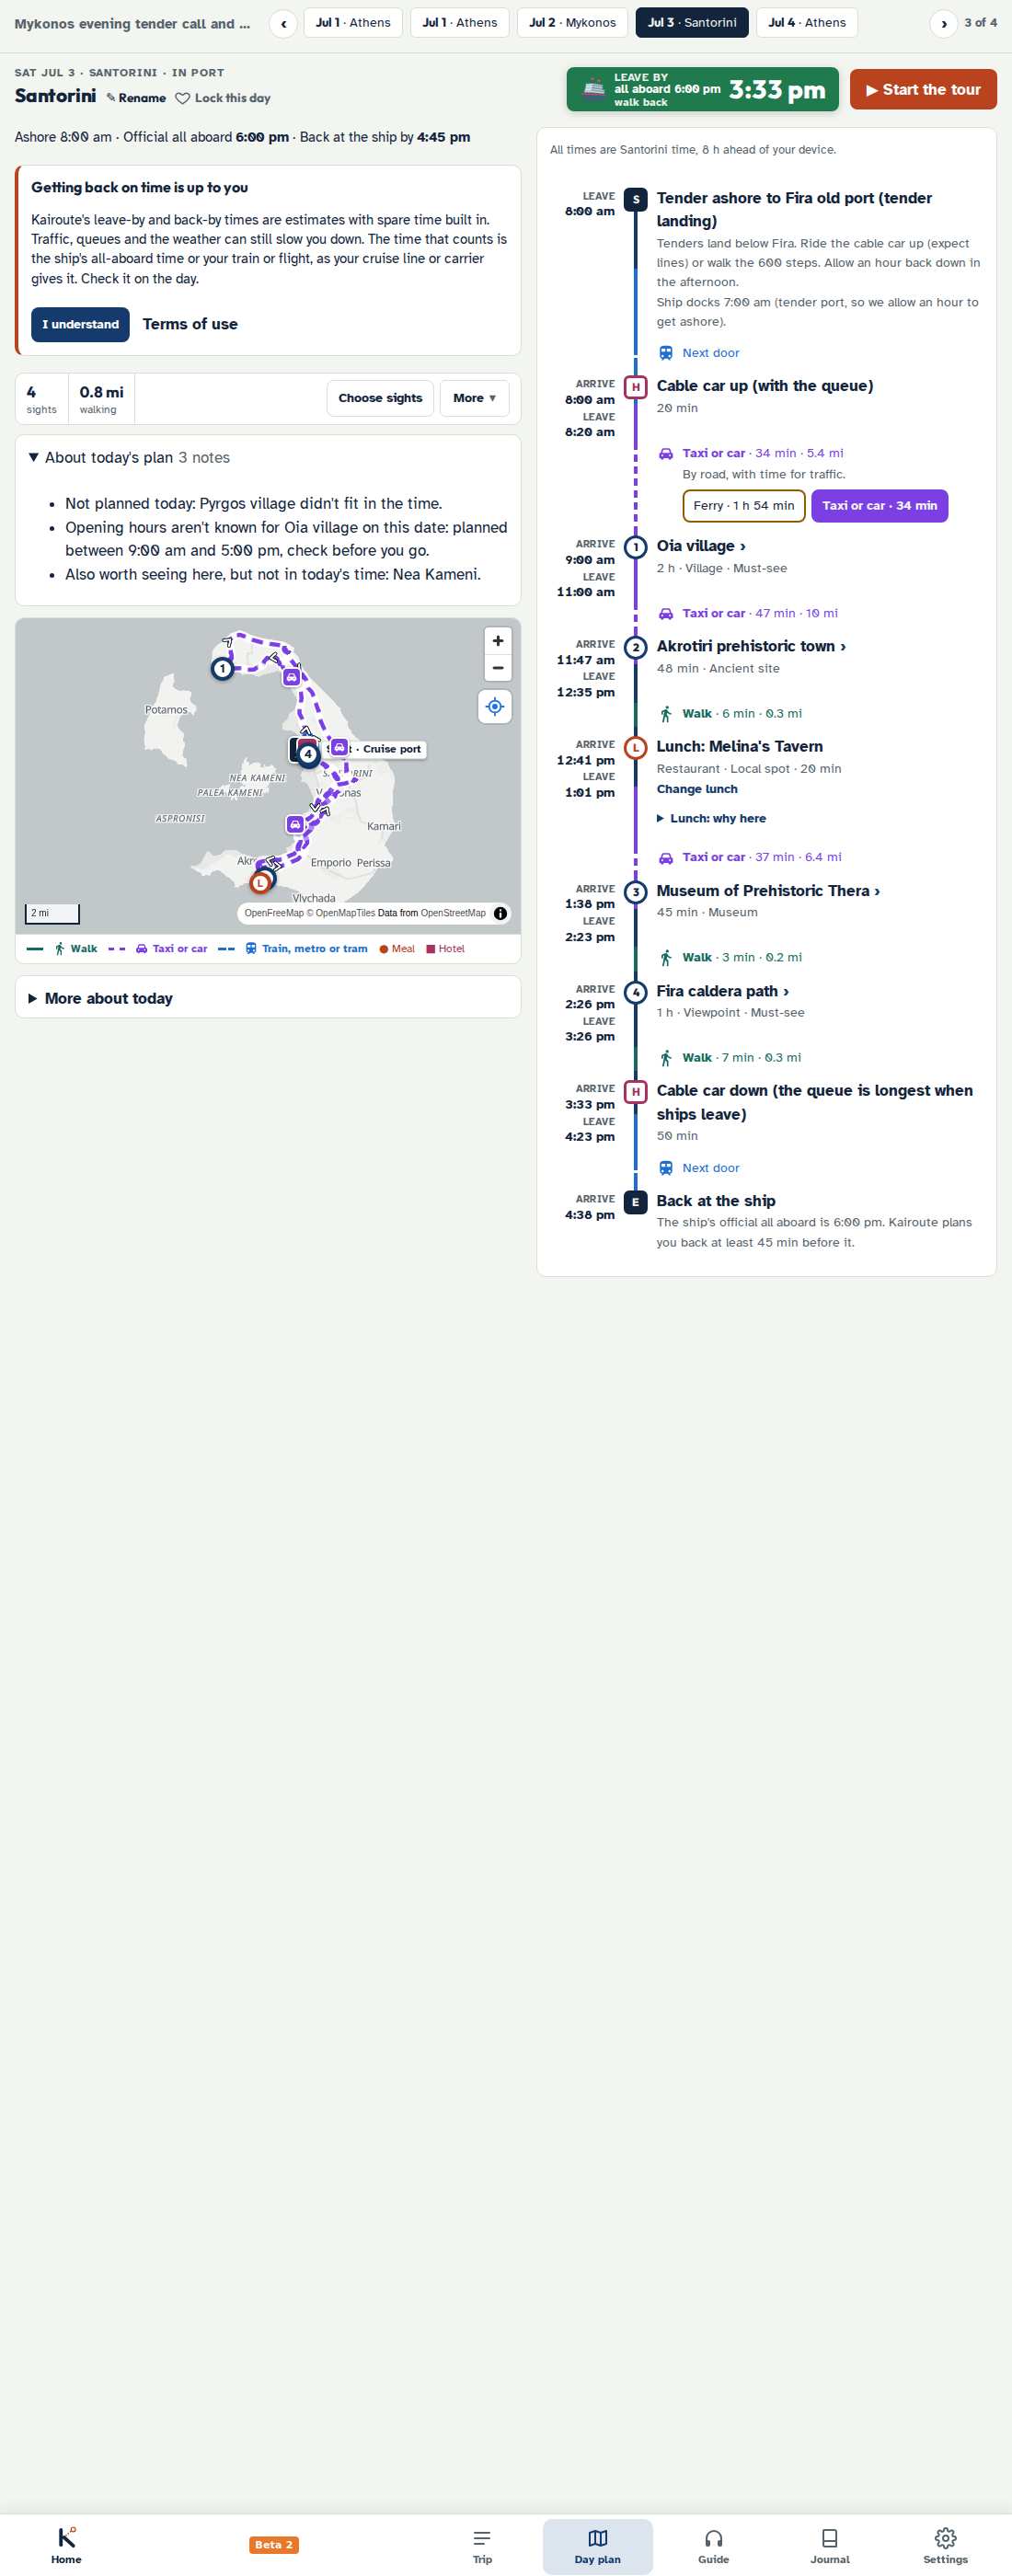 Mykonos evening tender call and ...
‹
Jul 1 · Athens
Jul 1 · Athens
Jul 2 · Mykonos
Jul 3 · Santorini
Jul 4 · Athens
›
3 of 4
SAT JUL 3 · SANTORINI · IN PORT
Santorini
✎ Rename
Lock this day
LEAVE BY
all aboard 6:00 pm
walk back
3:33 pm
▶ Start the tour
Ashore 8:00 am · Official all aboard 6:00 pm · Back at the ship by 4:45 pm
Getting back on time is up to you
Kairoute's leave-by and back-by times are estimates with spare time built in.
Traffic, queues and the weather can still slow you down. The time that counts is
the ship's all-aboard time or your train or flight, as your cruise line or carrier
gives it. Check it on the day.
I understand
Terms of use
4
sights
0.8 mi
walking
Choose sights
More ▼
▼ About today's plan 3 notes
• Not planned today: Pyrgos village didn't fit in the time.
• Opening hours aren't known for Oia village on this date: planned
between 9:00 am and 5:00 pm, check before you go.
• Also worth seeing here, but not in today's time: Nea Kameni.
+
−
1
Potamos
4
· Cruise port
NEA KAMENI
PALEA KAMENI
ASPRONISI
Kamari
Emporio
Perissa
L
Vlychada
2 mi
OpenFreeMap © OpenMapTiles Data from OpenStreetMap
Walk
Taxi or car
Train, metro or tram
Meal
Hotel
▶ More about today
All times are Santorini time, 8 h ahead of your device.
LEAVE
8:00 am
S
Tender ashore to Fira old port (tender
landing)
Tenders land below Fira. Ride the cable car up (expect
lines) or walk the 600 steps. Allow an hour back down in
the afternoon.
Ship docks 7:00 am (tender port, so we allow an hour to
get ashore).
Next door
ARRIVE
8:00 am
LEAVE
8:20 am
H
Cable car up (with the queue)
20 min
Taxi or car · 34 min · 5.4 mi
By road, with time for traffic.
Ferry · 1 h 54 min
Taxi or car · 34 min
ARRIVE
9:00 am
LEAVE
11:00 am
1
Oia village ›
2 h · Village · Must-see
Taxi or car · 47 min · 10 mi
ARRIVE
11:47 am
LEAVE
12:35 pm
2
Akrotiri prehistoric town ›
48 min · Ancient site
Walk · 6 min · 0.3 mi
ARRIVE
12:41 pm
LEAVE
1:01 pm
L
Lunch: Melina's Tavern
Restaurant · Local spot · 20 min
Change lunch
▶ Lunch: why here
Taxi or car · 37 min · 6.4 mi
ARRIVE
1:38 pm
LEAVE
2:23 pm
3
Museum of Prehistoric Thera ›
45 min · Museum
Walk · 3 min · 0.2 mi
ARRIVE
2:26 pm
LEAVE
3:26 pm
4
Fira caldera path ›
1 h · Viewpoint · Must-see
Walk · 7 min · 0.3 mi
ARRIVE
3:33 pm
LEAVE
4:23 pm
H
Cable car down (the queue is longest when
ships leave)
50 min
Next door
ARRIVE
4:38 pm
E
Back at the ship
The ship's official all aboard is 6:00 pm. Kairoute plans
you back at least 45 min before it.
Home
Beta 2
Trip
Day plan
Guide
Journal
Settings